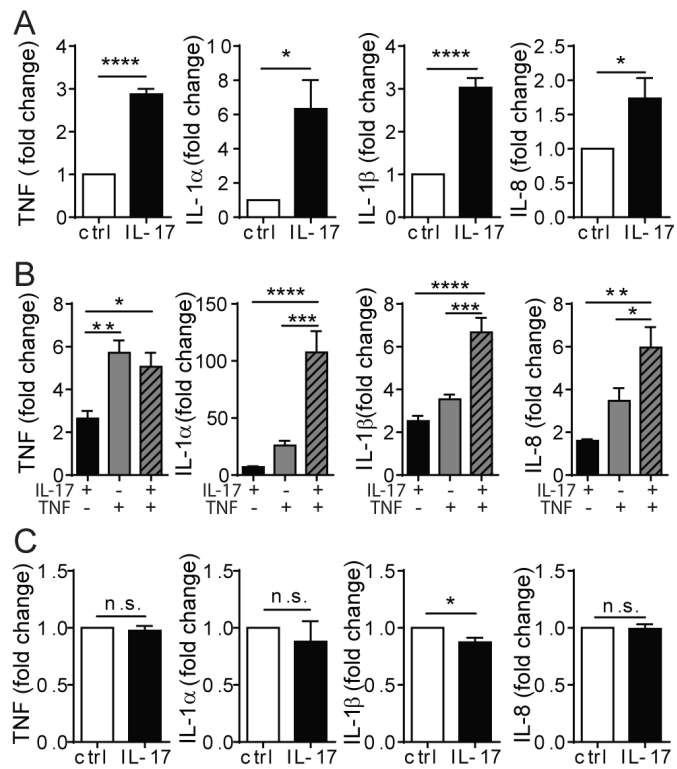 A
TNF (fold change)
4
3
2
1
0
****
ctrl IL-17
IL-1α (fold change)
10
8
6
4
2
0
*
ctrl IL-17
IL-1β (fold change)
4
3
2
1
0
****
ctrl IL-17
IL-8 (fold change)
2.5
2.0
1.5
1.0
0.5
0.0
*
ctrl IL-17
B
TNF (fold change)
8
6
4
2
0
*
**
IL-17 + - +
TNF - + +
IL-1α (fold change)
150
100
50
0
****
***
+ - +
- + +
IL-1β(fold change)
8
6
4
2
0
****
***
IL-17 + - +
TNF - + +
IL-8 (fold change)
8
6
4
2
0
**
*
IL-17 + - +
TNF - + +
C
TNF (fold change)
1.5
1.0
0.5
0.0
n.s.
ctrl IL-17
IL-1α (fold change)
1.5
1.0
0.5
0.0
n.s.
ctrl IL-17
IL-1β (fold change)
1.5
1.0
0.5
0.0
*
ctrl IL-17
IL-8 (fold change)
1.5
1.0
0.5
0.0
n.s.
ctrl IL-17